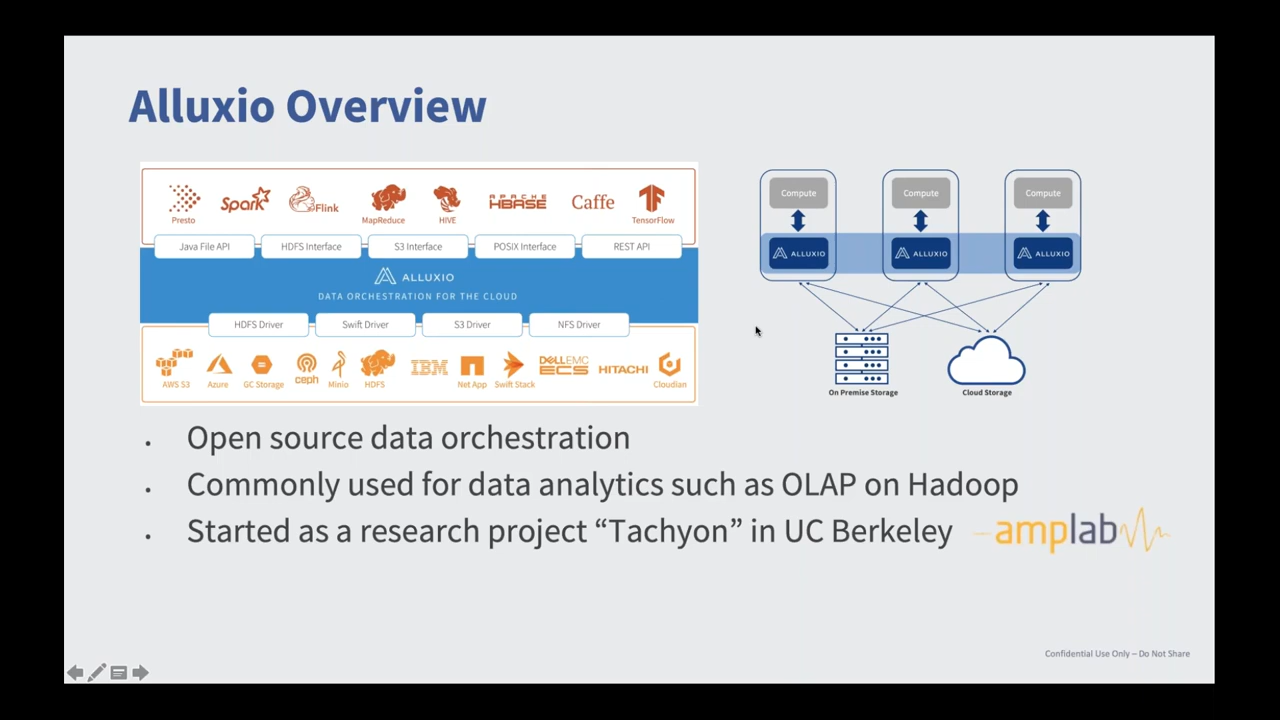 Alluxio Overview
Presto
Spark
Flink
MapReduce
HIVE
APACHE
HBASE
Caffe
TensorFlow
Java File API
HDFS Interface
S3 Interface
POSIX Interface
REST API
ALLUXIO
DATA ORCHESTRATION FOR THE CLOUD
HDFS Driver
Swift Driver
S3 Driver
NFS Driver
AWS S3
Azure
GC Storage
ceph
Minio
HDFS
IBM
Net App
Swift Stack
DELL EMC
ECS
HITACHI
Cloudian
Compute
Compute
Compute
ALLUXIO
ALLUXIO
ALLUXIO
On Premise Storage
Cloud Storage
• Open source data orchestration
• Commonly used for data analytics such as OLAP on Hadoop
• Started as a research project “Tachyon” in UC Berkeley
amplab
Confidential Use Only – Do Not Share